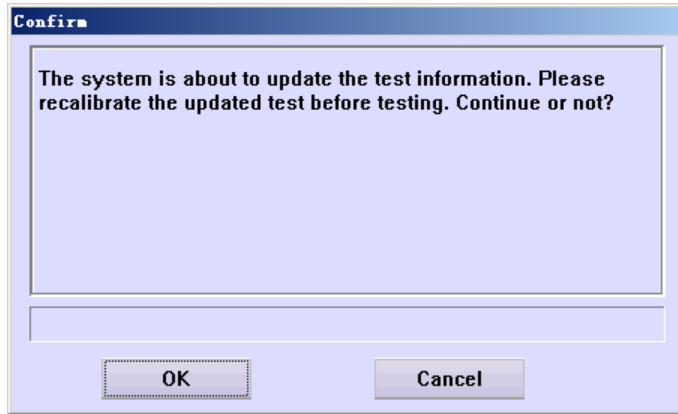 Confirm
The system is about to update the test information. Please
recalibrate the updated test before testing. Continue or not?
OK
Cancel